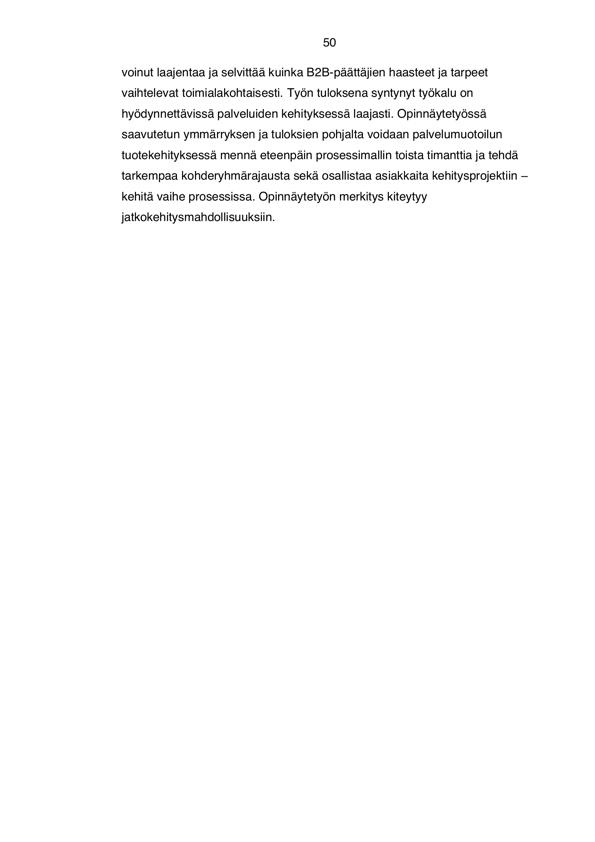 50
voinut laajentaa ja selvittää kuinka B2B-päättäjien haasteet ja tarpeet
vaihtelevat toimialakohtaisesti. Työn tuloksena syntynyt työkalu on
hyödynnettävissä palveluiden kehityksessä laajasti. Opinnäytetyössä
saavutetun ymmärryksen ja tuloksien pohjalta voidaan palvelumuotoilun
tuotekehityksessä mennä eteenpäin prosessimallin toista timanttia ja tehdä
tarkempaa kohderyhmärajausta sekä osallistaa asiakkaita kehitysprojektiin –
kehitä vaihe prosessissa. Opinnäytetyön merkitys kiteytyy
jatkokehitysmahdollisuuksiin.